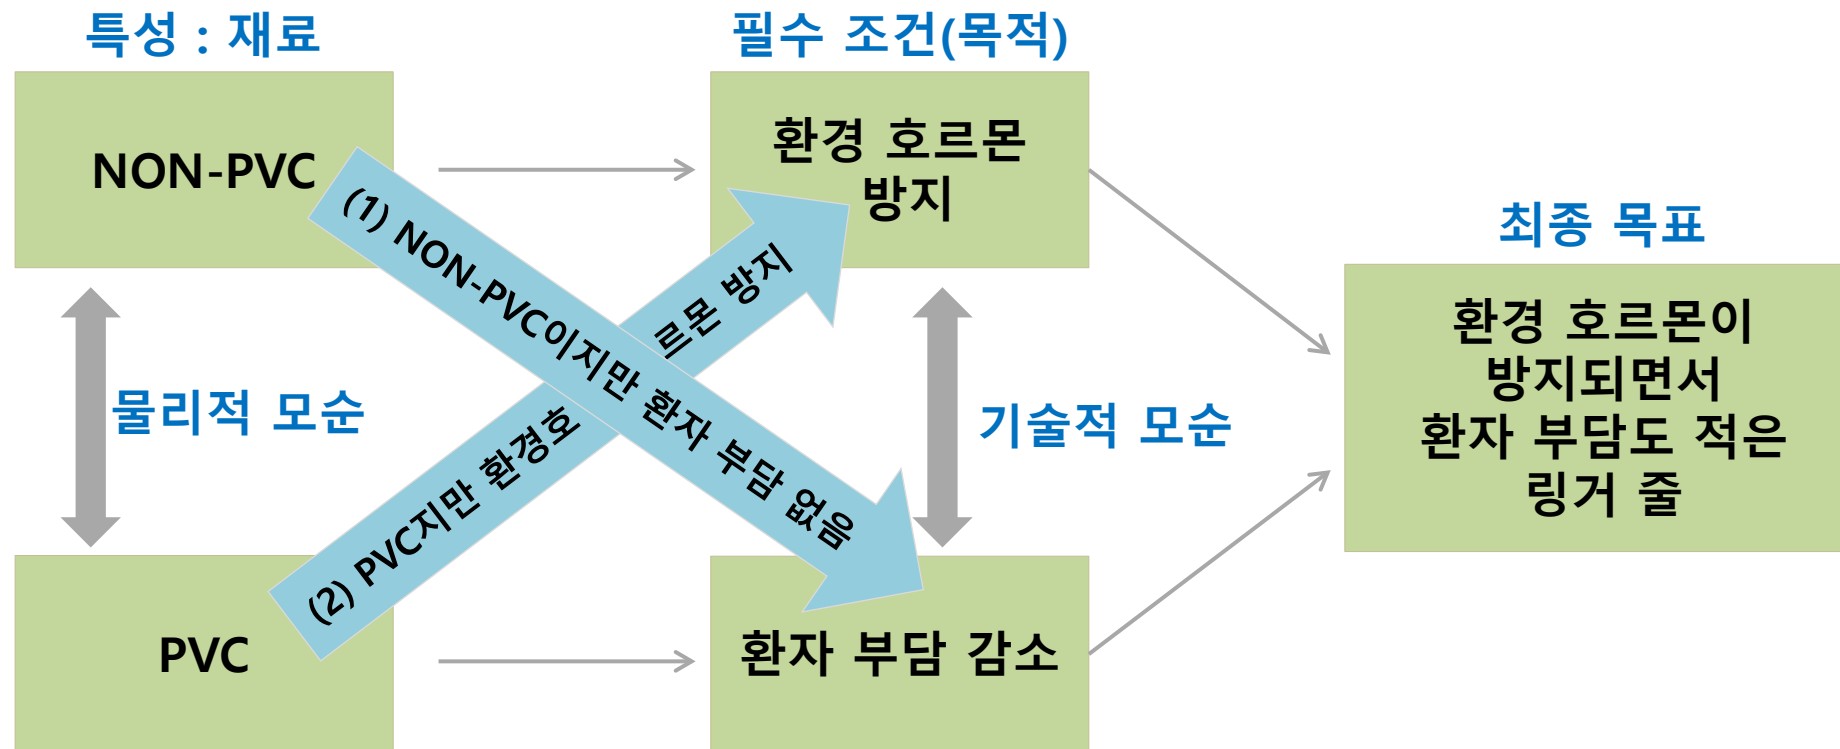 특성 : 재료
필수 조건(목적)
NON-PVC
환경 호르몬
방지
(1) NON-PVC이지만 환자 부담 없음
(2) PVC지만 환경호르몬 방지
최종 목표
환경 호르몬이
방지되면서
환자 부담도 적은
링거 줄
물리적 모순
기술적 모순
PVC
환자 부담 감소